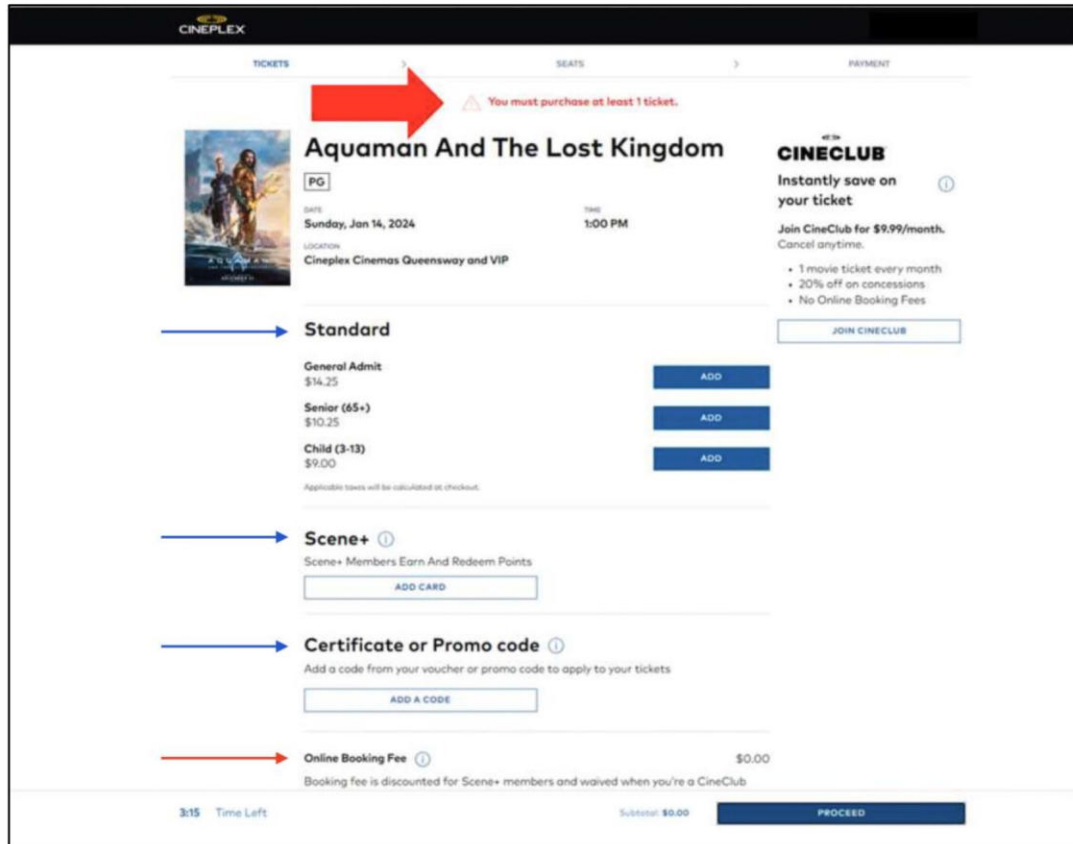 CINEPLEX
TICKETS > SEATS > PAYMENT
You must purchase at least 1 ticket.
Aquaman And The Lost Kingdom
PG
DATE
Sunday, Jan 14, 2024
TIME
1:00 PM
LOCATION
Cineplex Cinemas Queensway and VIP
AQUAMAN
CINECLUB
Instantly save on
your ticket
Join CineClub for $9.99/month.
Cancel anytime.
• 1 movie ticket every month
• 20% off on concessions
• No Online Booking Fees
JOIN CINECLUB
Standard
General Admit
$14.25
ADD
Senior (65+)
$10.25
ADD
Child (3-13)
$9.00
ADD
Applicable taxes will be calculated at checkout.
Scene+
Scene+ Members Earn And Redeem Points
ADD CARD
Certificate or Promo code
Add a code from your voucher or promo code to apply to your tickets
ADD A CODE
Online Booking Fee $0.00
Booking fee is discounted for Scene+ members and waived when you're a CineClub
3:15 Time Left
Subtotal $0.00
PROCEED